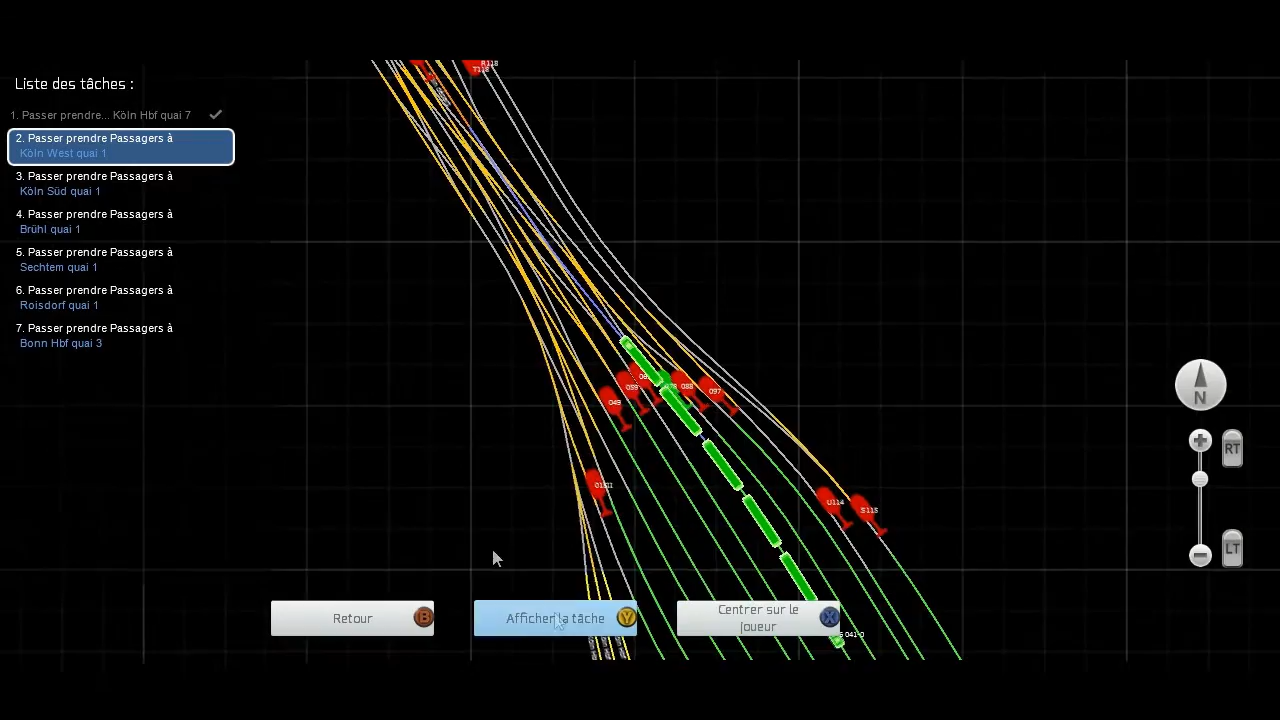 R118
T118
Liste des tâches :
1. Passer prendre... Köln Hbf quai 7
2. Passer prendre Passagers à
Köln West quai 1
3. Passer prendre Passagers à
Köln Süd quai 1
4. Passer prendre Passagers à
Brühl quai 1
5. Passer prendre Passagers à
Sechtem quai 1
6. Passer prendre Passagers à
Roisdorf quai 1
7. Passer prendre Passagers à
Bonn Hbf quai 3
N
RT
LT
Retour
B
Afficher la tâche
Y
Centrer sur le
joueur
X